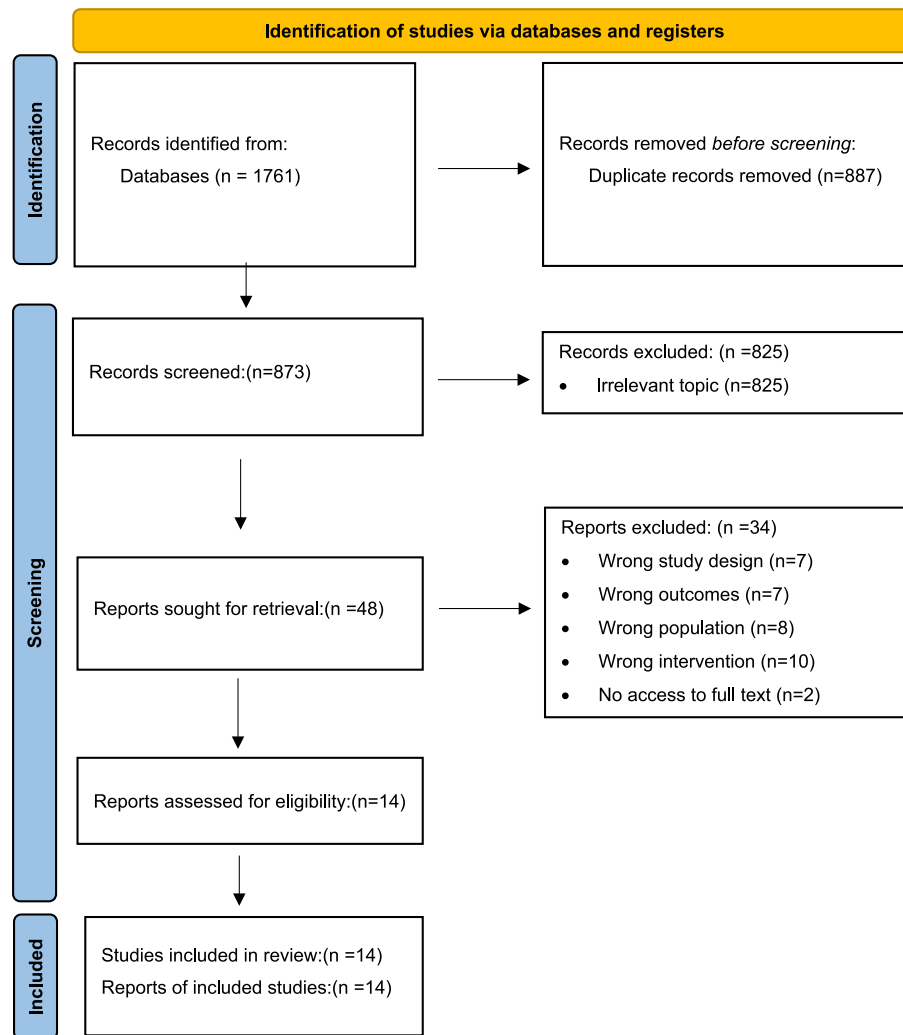 Identification of studies via databases and registers
Identification
Records identified from:
Databases (n = 1761)
Records removed before screening:
Duplicate records removed (n=887)
Screening
Records screened:(n=873)
Records excluded: (n =825)
• Irrelevant topic (n=825)
Reports sought for retrieval:(n =48)
Reports excluded: (n =34)
• Wrong study design (n=7)
• Wrong outcomes (n=7)
• Wrong population (n=8)
• Wrong intervention (n=10)
• No access to full text (n=2)
Reports assessed for eligibility:(n=14)
Included
Studies included in review:(n =14)
Reports of included studies:(n =14)